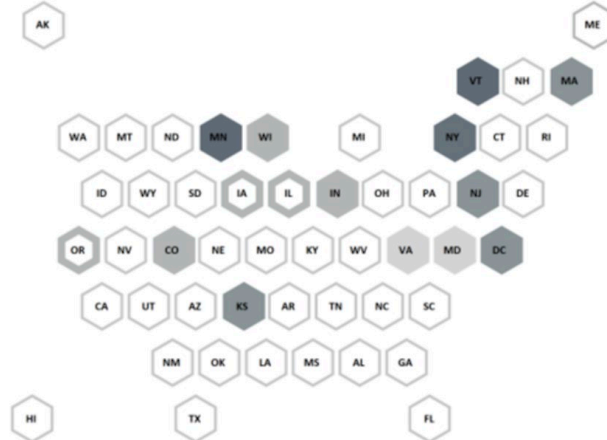 AK ME
VT NH MA
WA MT ND MN WI MI NY CT RI
ID WY SD IA IL IN OH PA NJ DE
OR NV CO NE MO KY WV VA MD DC
CA UT AZ KS AR TN NC SC
NM OK LA MS AL GA
HI TX FL